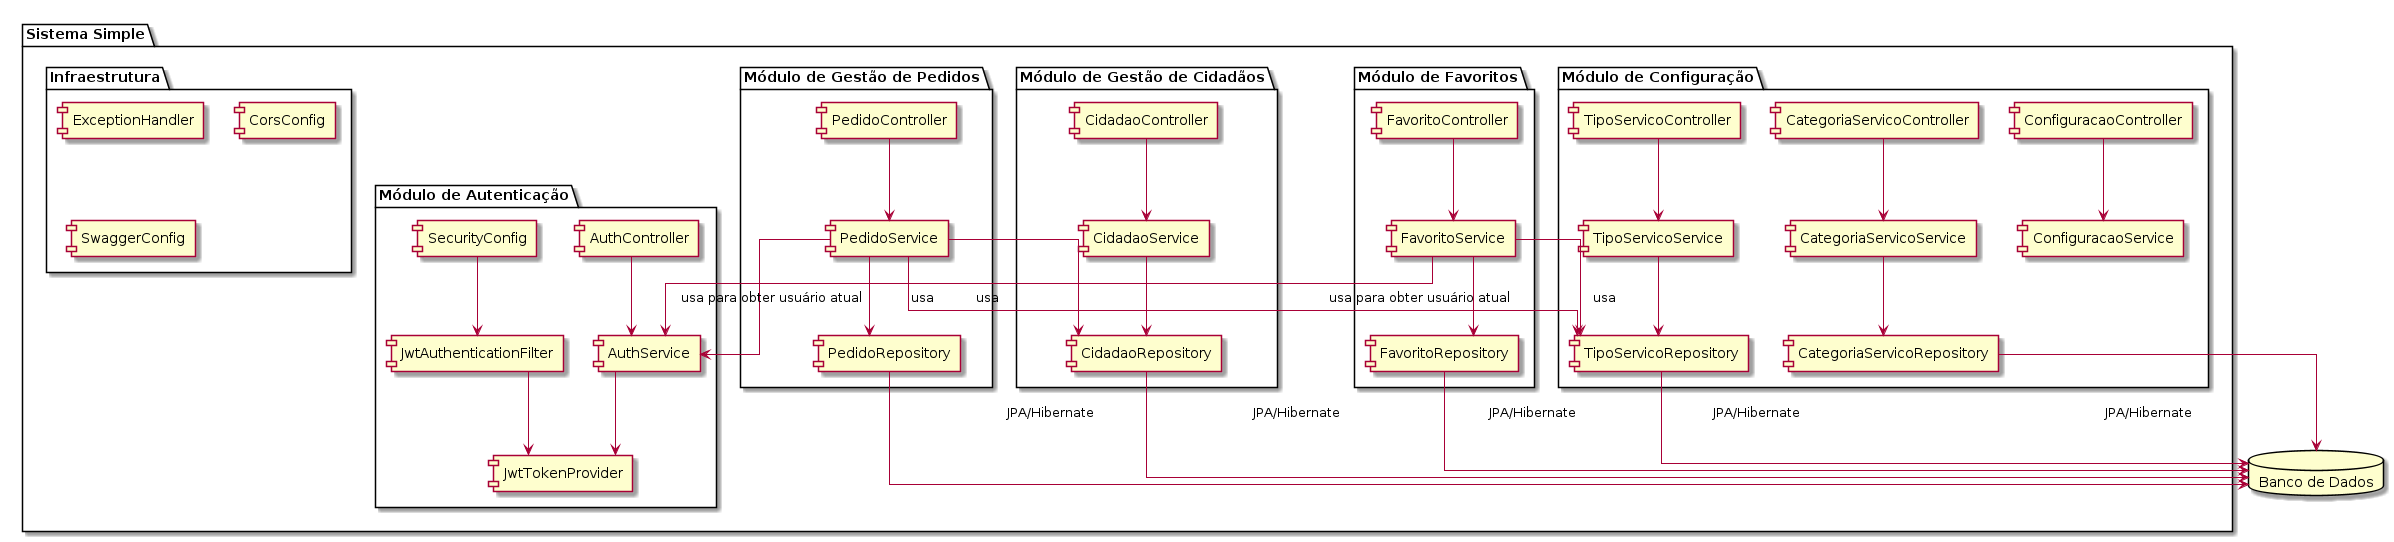 Sistema Simple
Infraestrutura
Módulo de Gestão de Pedidos
Módulo de Gestão de Cidadãos
Módulo de Favoritos
Módulo de Configuração
ExceptionHandler
CorsConfig
PedidoController
CidadaoController
FavoritoController
TipoServicoController
CategoriaServicoController
ConfiguracaoController
Módulo de Autenticação
SwaggerConfig
SecurityConfig
AuthController
PedidoService
CidadaoService
FavoritoService
TipoServicoService
CategoriaServicoService
ConfiguracaoService
usa para obter usuário atual
usa
usa
usa para obter usuário atual
usa
JwtAuthenticationFilter
AuthService
PedidoRepository
CidadaoRepository
FavoritoRepository
TipoServicoRepository
CategoriaServicoRepository
JPA/Hibernate
JPA/Hibernate
JPA/Hibernate
JPA/Hibernate
JPA/Hibernate
JwtTokenProvider
Banco de Dados